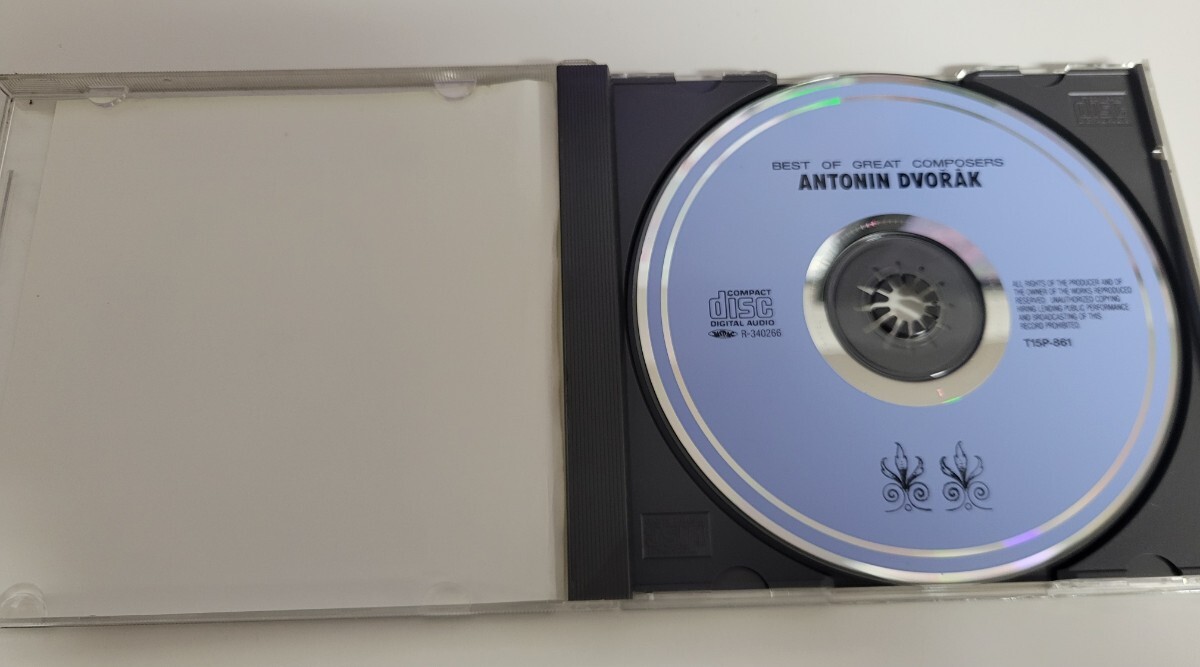 BEST OF GREAT COMPOSERS
ANTONIN DVOŘÁK
COMPACT
disc
DIGITAL AUDIO
R-340266
ALL RIGHTS OF THE PRODUCER AND OF
THE OWNER OF THE WORKS REPRODUCED
RESERVED. UNAUTHORIZED COPYING
HIRING LENDING PUBLIC PERFORMANCE
AND BROADCASTING OF THIS
RECORD PROHIBITED.
T15P-861